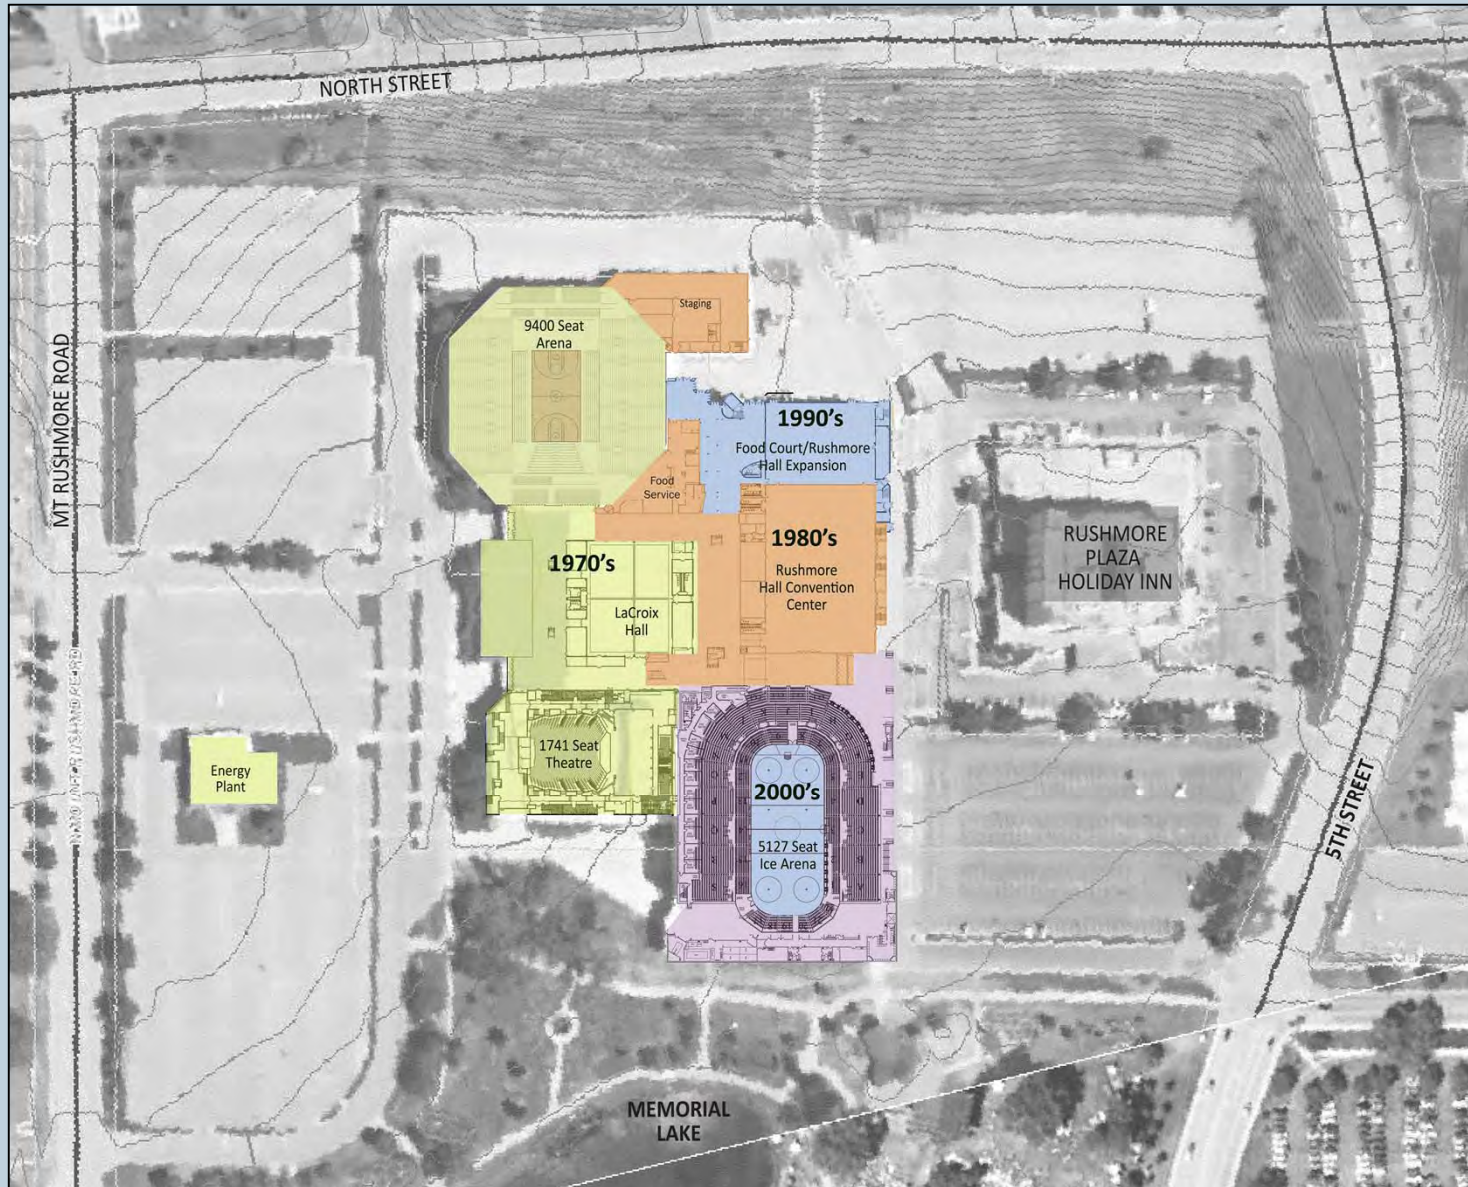 NORTH STREET
MT RUSHMORE ROAD
Staging
9400 Seat
Arena
1990's
Food Court/Rushmore
Hall Expansion
Food
Service
1980's
Rushmore
Hall Convention
Center
1970's
LaCroix
Hall
RUSHMORE
PLAZA
HOLIDAY INN
1741 Seat
Theatre
Energy
Plant
2000's
5127 Seat
Ice Arena
5TH STREET
MEMORIAL
LAKE